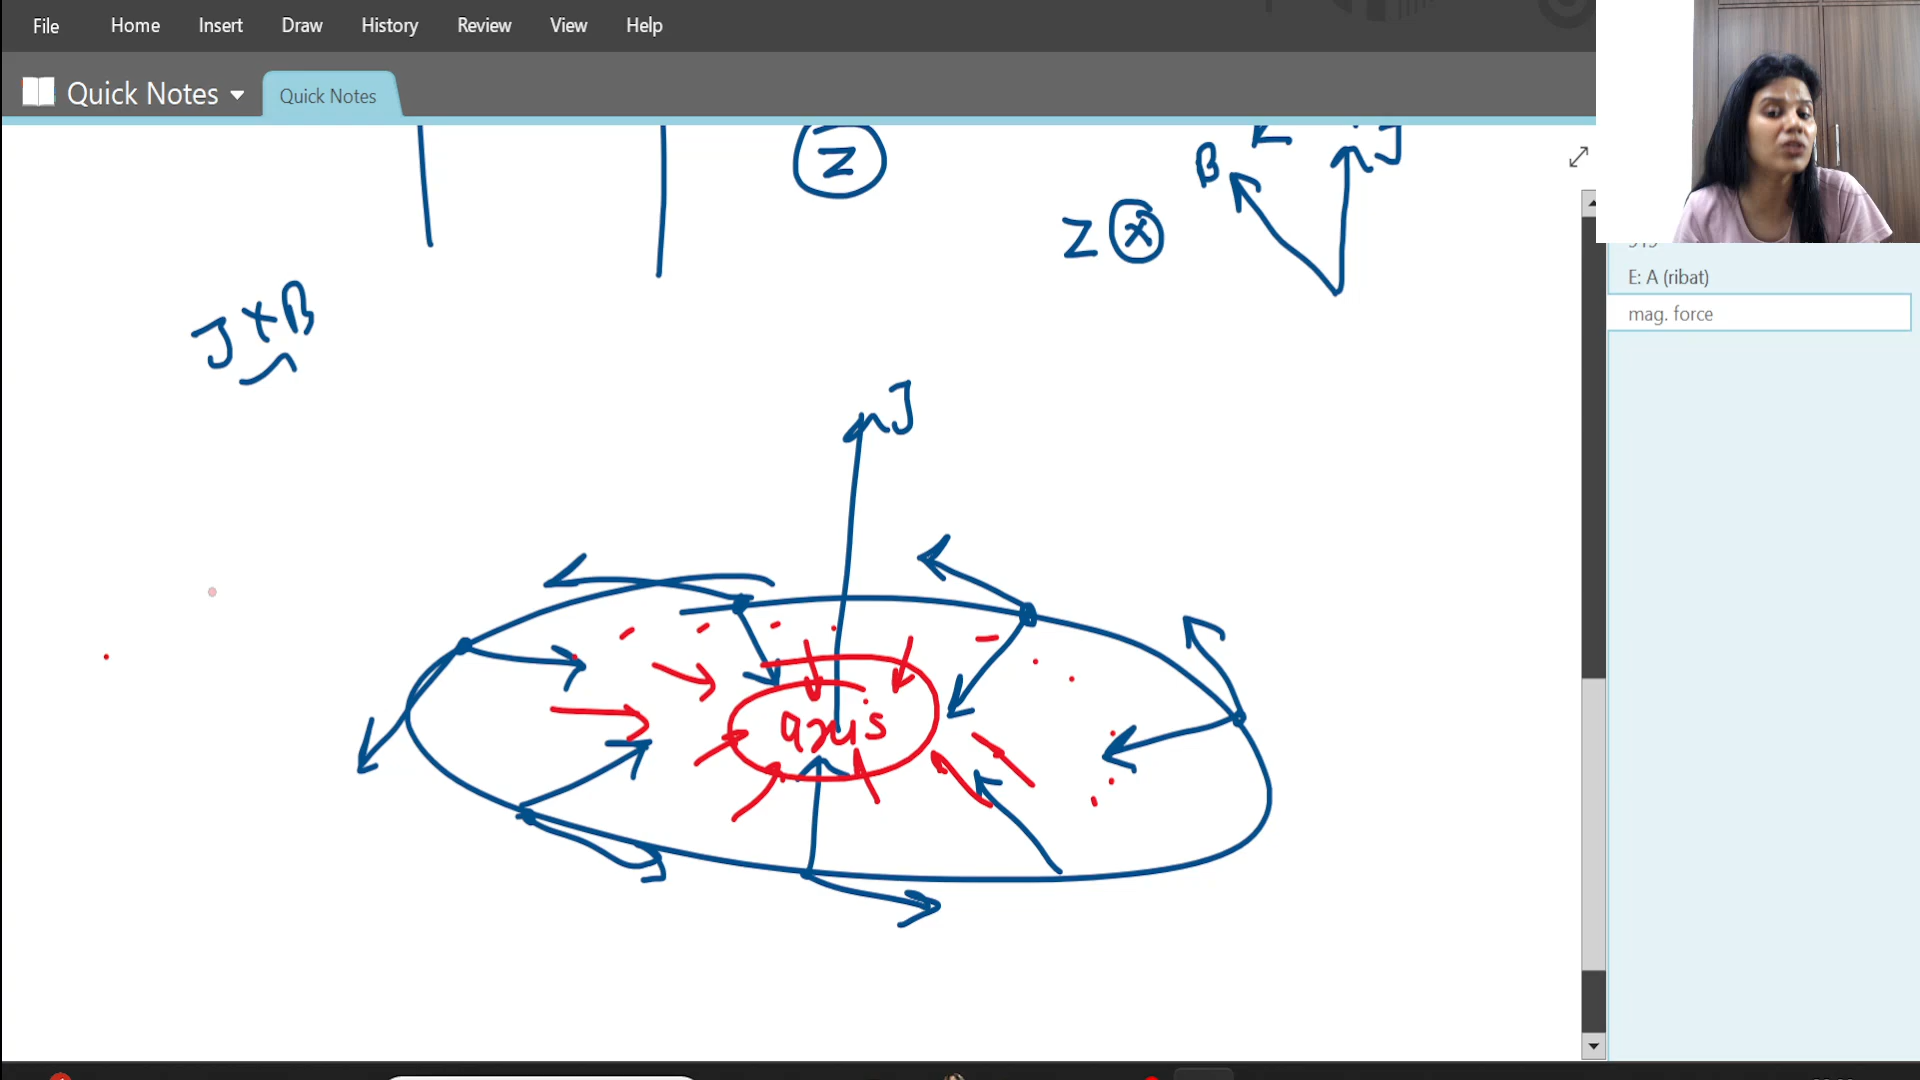 File Home Insert Draw History Review View Help
Quick Notes Quick Notes
E: A (ribat)
mag. force
Z
B
J
Z
J X B
J
axis